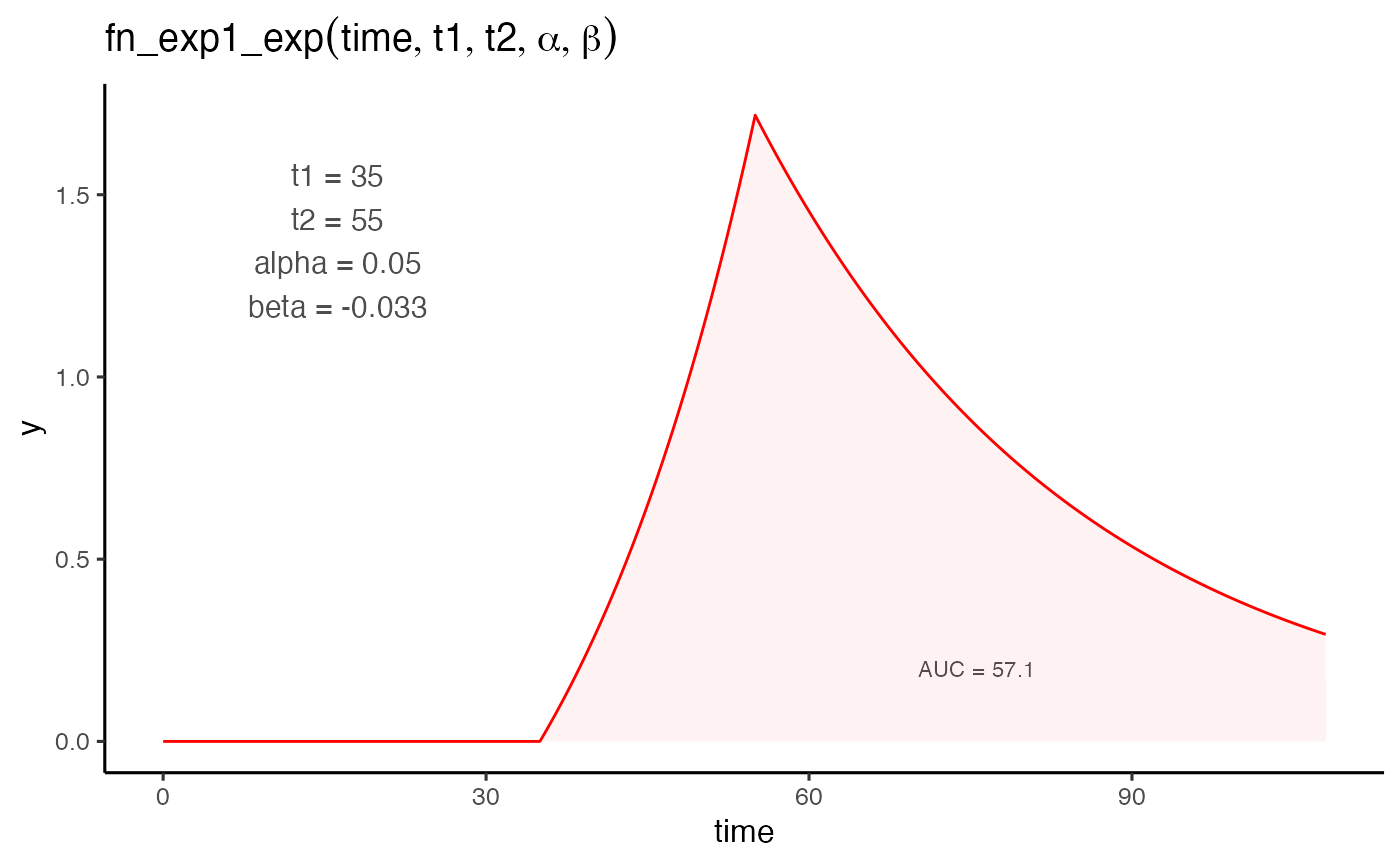 fn_exp1_exp(time, t1, t2, α, β)
t1 = 35
t2 = 55
alpha = 0.05
beta = -0.033
1.5
1.0
0.5
0.0
y
AUC = 57.1
0 30 60 90
time